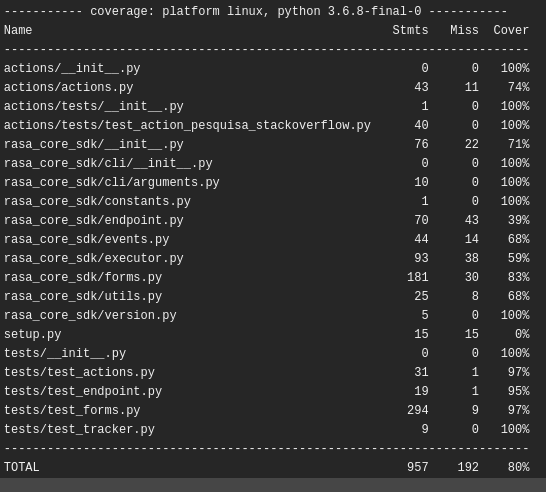 ----------- coverage: platform linux, python 3.6.8-final-0 -----------
Name                                                  Stmts   Miss  Cover
-------------------------------------------------------------------------
actions/__init__.py                                       0      0   100%
actions/actions.py                                       43     11    74%
actions/tests/__init__.py                                 1      0   100%
actions/tests/test_action_pesquisa_stackoverflow.py      40      0   100%
rasa_core_sdk/__init__.py                                76     22    71%
rasa_core_sdk/cli/__init__.py                             0      0   100%
rasa_core_sdk/cli/arguments.py                           10      0   100%
rasa_core_sdk/constants.py                                1      0   100%
rasa_core_sdk/endpoint.py                                70     43    39%
rasa_core_sdk/events.py                                  44     14    68%
rasa_core_sdk/executor.py                                93     38    59%
rasa_core_sdk/forms.py                                  181     30    83%
rasa_core_sdk/utils.py                                   25      8    68%
rasa_core_sdk/version.py                                  5      0   100%
setup.py                                                 15     15     0%
tests/__init__.py                                         0      0   100%
tests/test_actions.py                                    31      1    97%
tests/test_endpoint.py                                   19      1    95%
tests/test_forms.py                                     294      9    97%
tests/test_tracker.py                                     9      0   100%
-------------------------------------------------------------------------
TOTAL                                                   957    192    80%